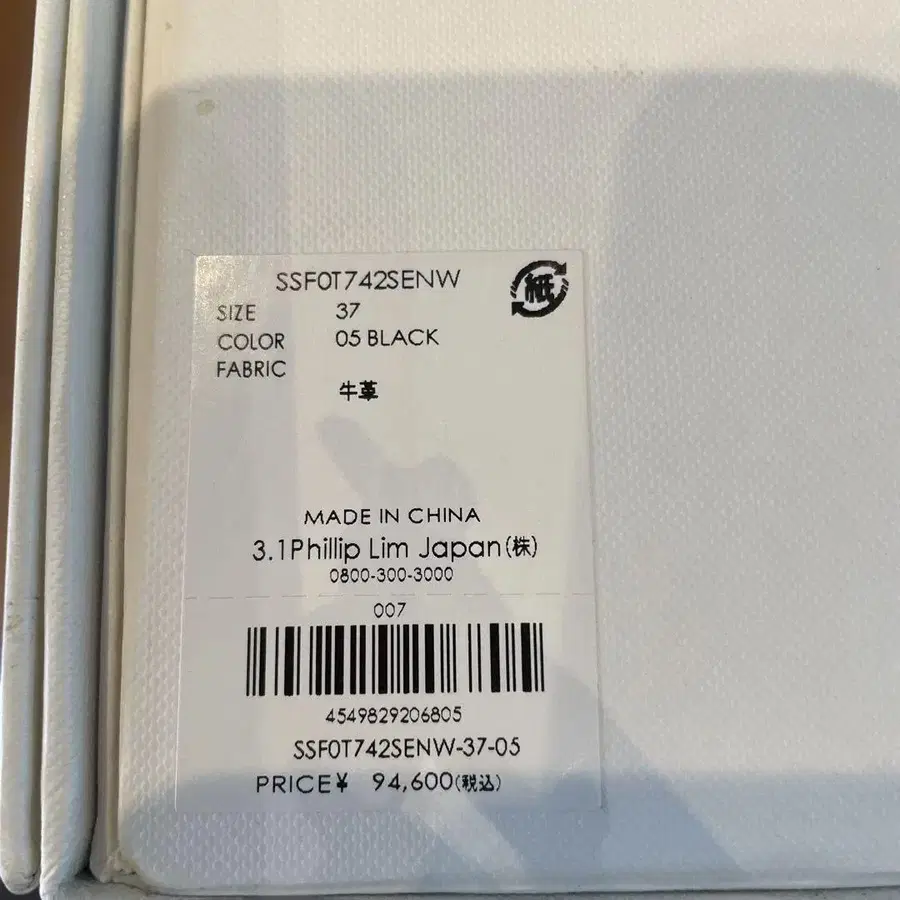 SSF0T742SENW
紙
SIZE 37
COLOR 05 BLACK
FABRIC
牛革
MADE IN CHINA
3.1Phillip Lim Japan(株)
0800-300-3000
007
4549829206805
SSF0T742SENW-37-05
PRICE¥ 94,600(税込)